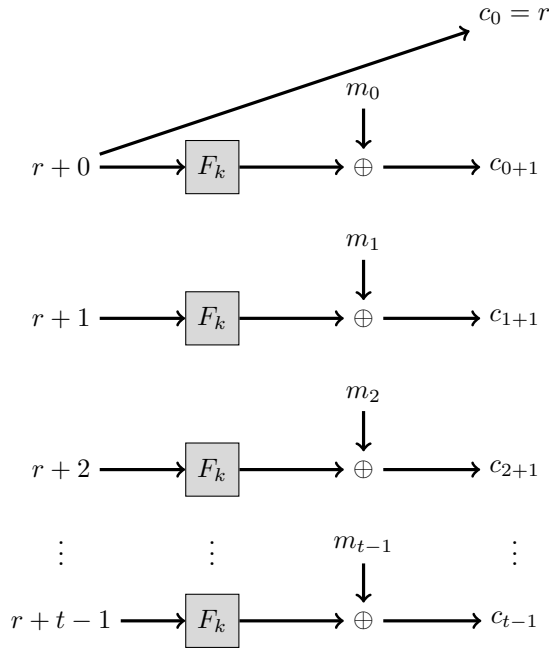 c_0 = r
m_0
r + 0 F_k ⊕ c_{0+1}
m_1
r + 1 F_k ⊕ c_{1+1}
m_2
r + 2 F_k ⊕ c_{2+1}
⋮ ⋮ m_{t−1} ⋮
r + t − 1 F_k ⊕ c_{t−1}